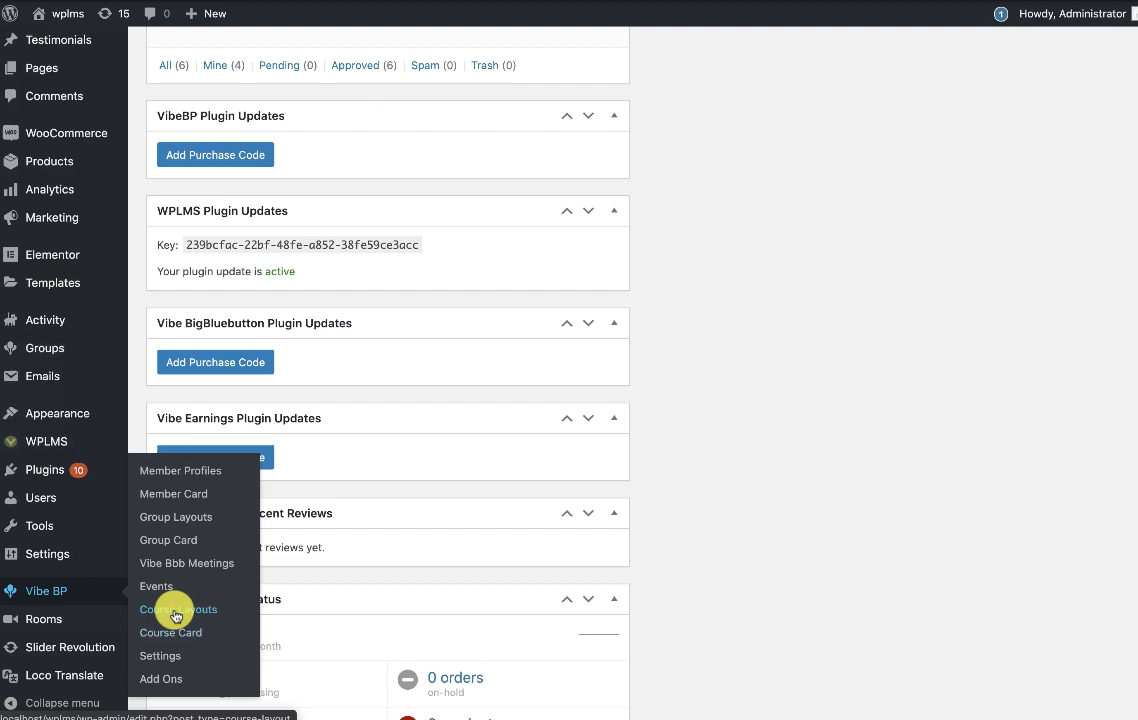 wplms
15
0
New
1
Howdy, Administrator
Testimonials
Pages
Comments
WooCommerce
Products
Analytics
Marketing
Elementor
Templates
Activity
Groups
Emails
Appearance
WPLMS
Plugins 10
Users
Tools
Settings
Vibe BP
Rooms
Slider Revolution
Loco Translate
Collapse menu
Member Profiles
Member Card
Group Layouts
Group Card
Vibe Bbb Meetings
Events
Course Layouts
Course Card
Settings
Add Ons
All (6) | Mine (4) | Pending (0) | Approved (6) | Spam (0) | Trash (0)
VibeBP Plugin Updates
Add Purchase Code
WPLMS Plugin Updates
Key: 239bcfac-22bf-48fe-a852-38fe59ce3acc
Your plugin update is active
Vibe BigBluebutton Plugin Updates
Add Purchase Code
Vibe Earnings Plugin Updates
cent Reviews
t reviews yet.
atus
onth
sing
0 orders
on-hold
localhost/wplms/wp-admin/edit.php?post_type=course-layout